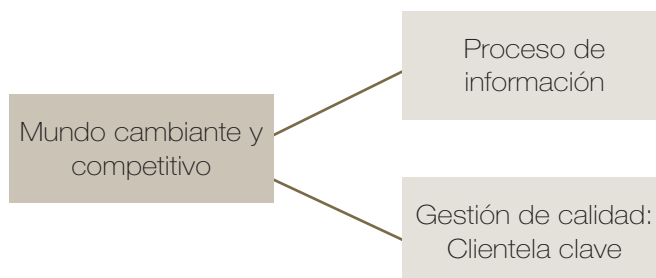 Proceso de
información
Mundo cambiante y
competitivo
Gestión de calidad:
Clientela clave